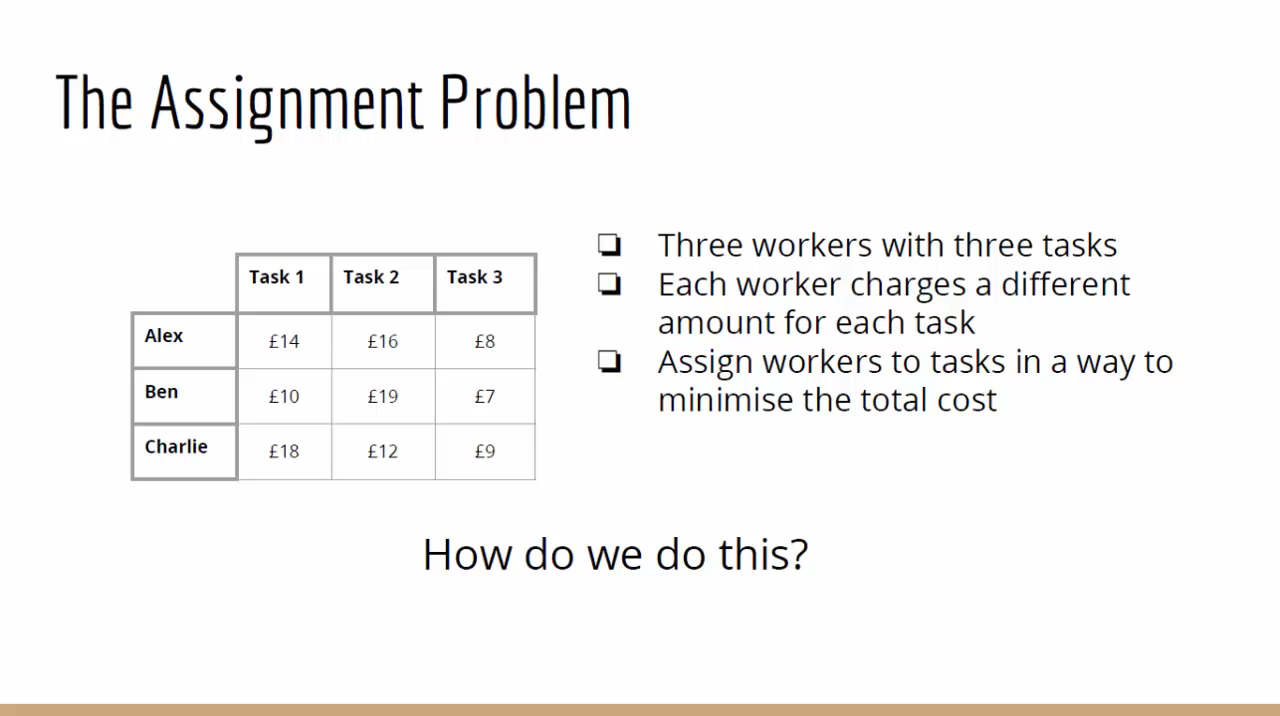 The Assignment Problem
Task 1 Task 2 Task 3
Alex £14 £16 £8
Ben £10 £19 £7
Charlie £18 £12 £9
❏ Three workers with three tasks
❏ Each worker charges a different
amount for each task
❏ Assign workers to tasks in a way to
minimise the total cost
How do we do this?